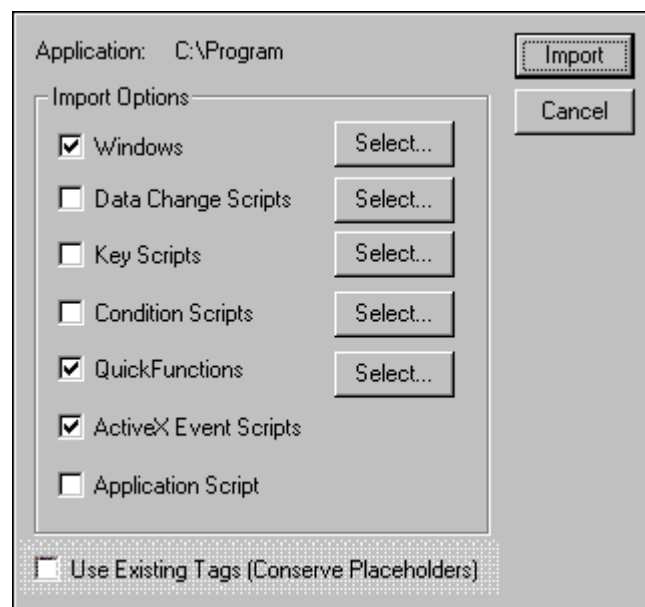 Application: C:\Program
Import
Cancel
Import Options
Windows Select...
Data Change Scripts Select...
Key Scripts Select...
Condition Scripts Select...
QuickFunctions Select...
ActiveX Event Scripts
Application Script
Use Existing Tags (Conserve Placeholders)